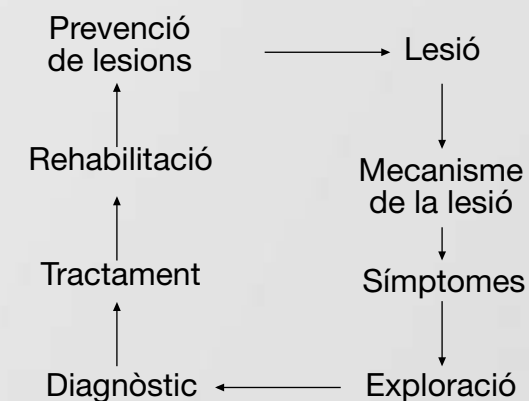 Prevenció
de lesions
Lesió
Rehabilitació
Mecanisme
de la lesió
Tractament
Símptomes
Diagnòstic
Exploració